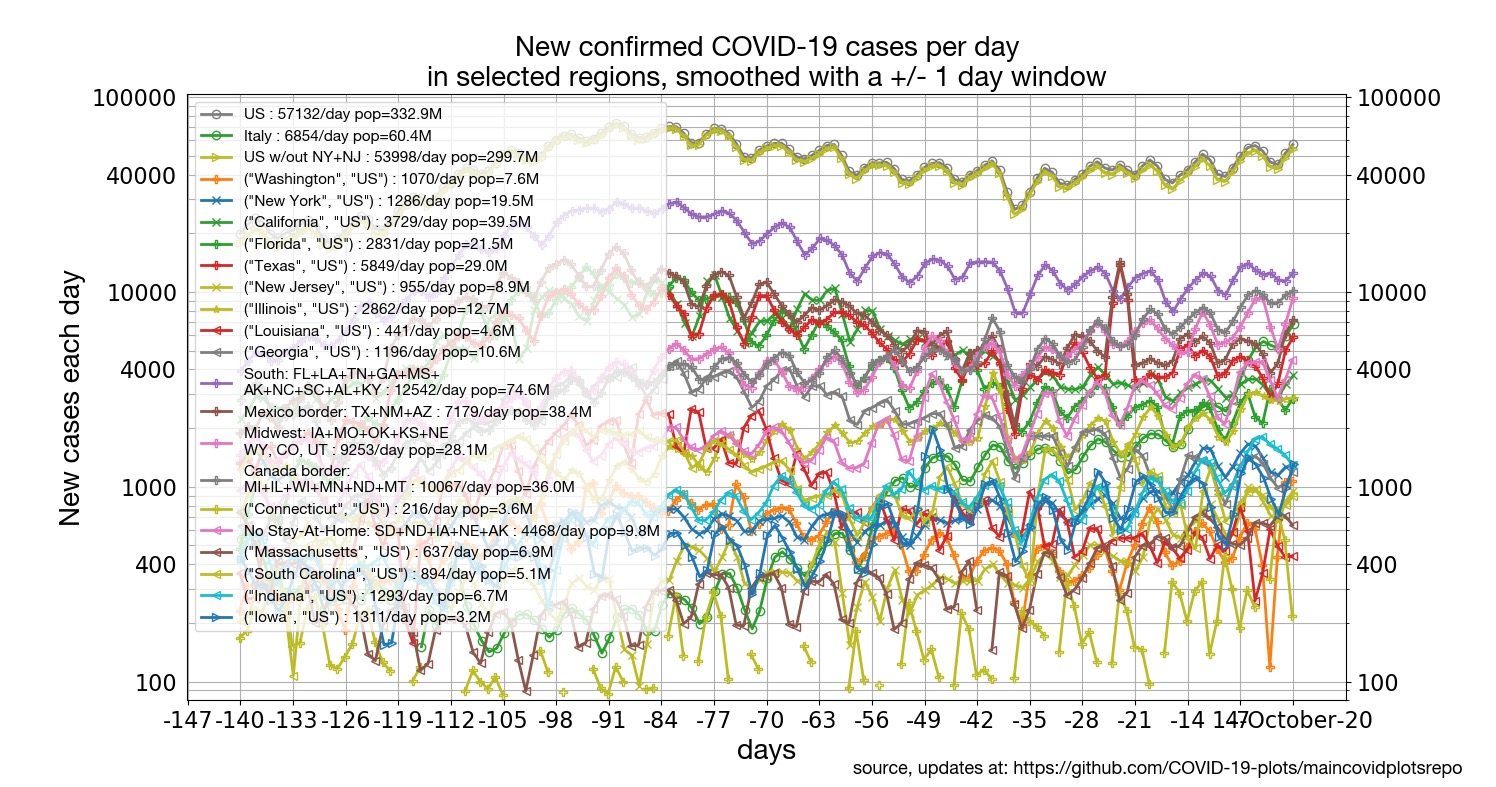 New confirmed COVID-19 cases per day
in selected regions, smoothed with a +/- 1 day window
100000
40000
10000
4000
1000
400
100
New cases each day
US : 57132/day pop=332.9M
Italy : 6854/day pop=60.4M
US w/out NY+NJ : 53998/day pop=299.7M
("Washington", "US") : 1070/day pop=7.6M
("New York", "US") : 1286/day pop=19.5M
("California", "US") : 3729/day pop=39.5M
("Florida", "US") : 2831/day pop=21.5M
("Texas", "US") : 5849/day pop=29.0M
("New Jersey", "US") : 955/day pop=8.9M
("Illinois", "US") : 2862/day pop=12.7M
("Louisiana", "US") : 441/day pop=4.6M
("Georgia", "US") : 1196/day pop=10.6M
South: FL+LA+TN+GA+MS+
AK+NC+SC+AL+KY : 12542/day pop=74.6M
Mexico border: TX+NM+AZ : 7179/day pop=38.4M
Midwest: IA+MO+OK+KS+NE
WY, CO, UT : 9253/day pop=28.1M
Canada border:
MI+IL+WI+MN+ND+MT : 10067/day pop=36.0M
("Connecticut", "US") : 216/day pop=3.6M
No Stay-At-Home: SD+ND+IA+NE+AK : 4468/day pop=9.8M
("Massachusetts", "US") : 637/day pop=6.9M
("South Carolina", "US") : 894/day pop=5.1M
("Indiana", "US") : 1293/day pop=6.7M
("Iowa", "US") : 1311/day pop=3.2M
100000
40000
10000
4000
1000
400
100
-147 -140 -133 -126 -119 -112 -105 -98 -91 -84 -77 -70 -63 -56 -49 -42 -35 -28 -21 -14 147October-20
days
source, updates at: https://github.com/COVID-19-plots/maincovidplotsrepo